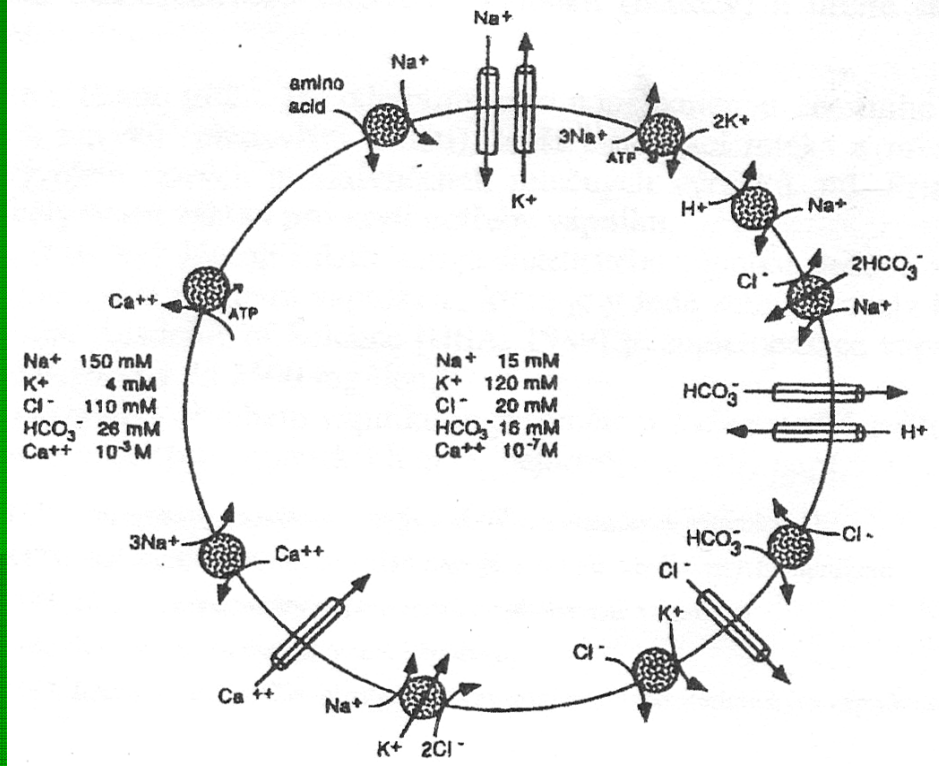 Na+
Na+
amino
acid
3Na+
2K+
ATP
K+
H+
Na+
Cl-
2HCO3-
Na+
Ca++
ATP
Na+ 150 mM
K+ 4 mM
Cl- 110 mM
HCO3- 26 mM
Ca++ 10-3M
Na+ 15 mM
K+ 120 mM
Cl- 20 mM
HCO3- 16 mM
Ca++ 10-7M
HCO3-
H+
3Na+
Ca++
HCO3-
Cl-
Cl-
K+
Cl-
Ca++
Na+
K+ 2Cl-